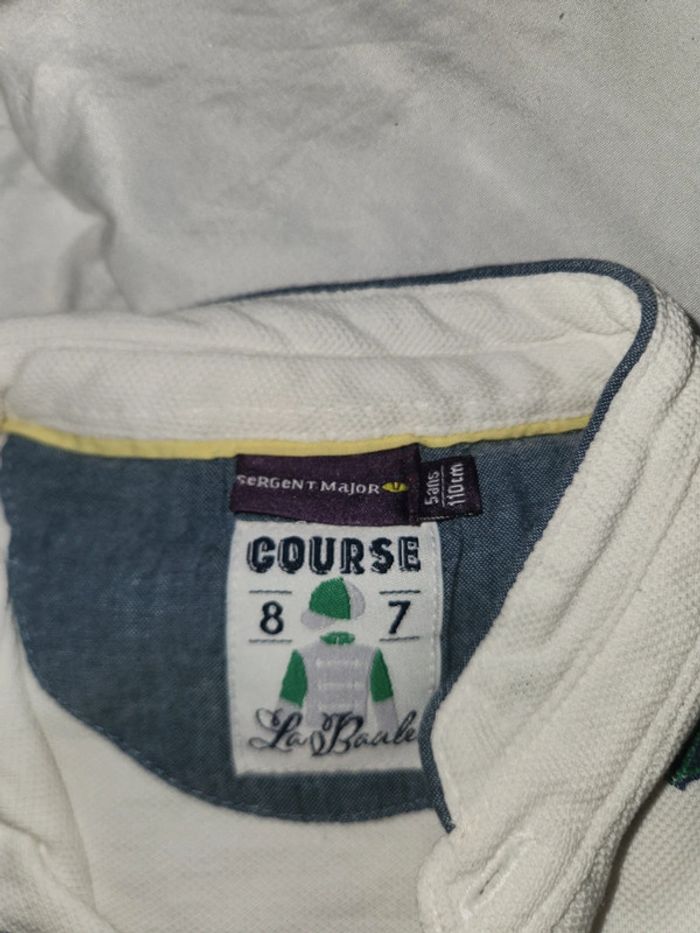 SERGENT MAJOR
5ans
110cm
COURSE
8 7
La Baule